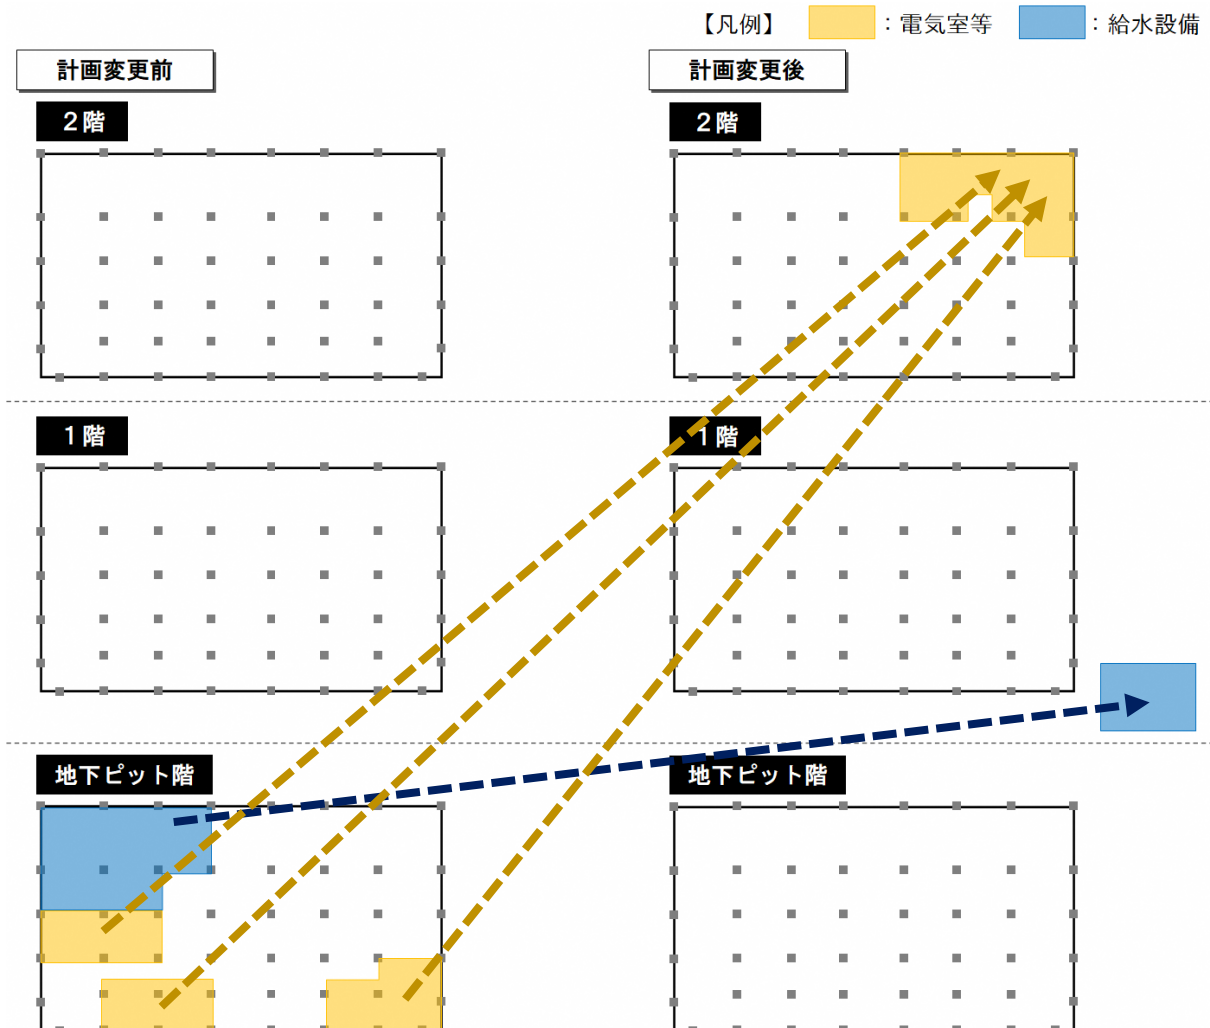 【凡例】 ：電気室等 ：給水設備
計画変更前 計画変更後
２階 ２階
１階 １階
地下ピット階 地下ピット階